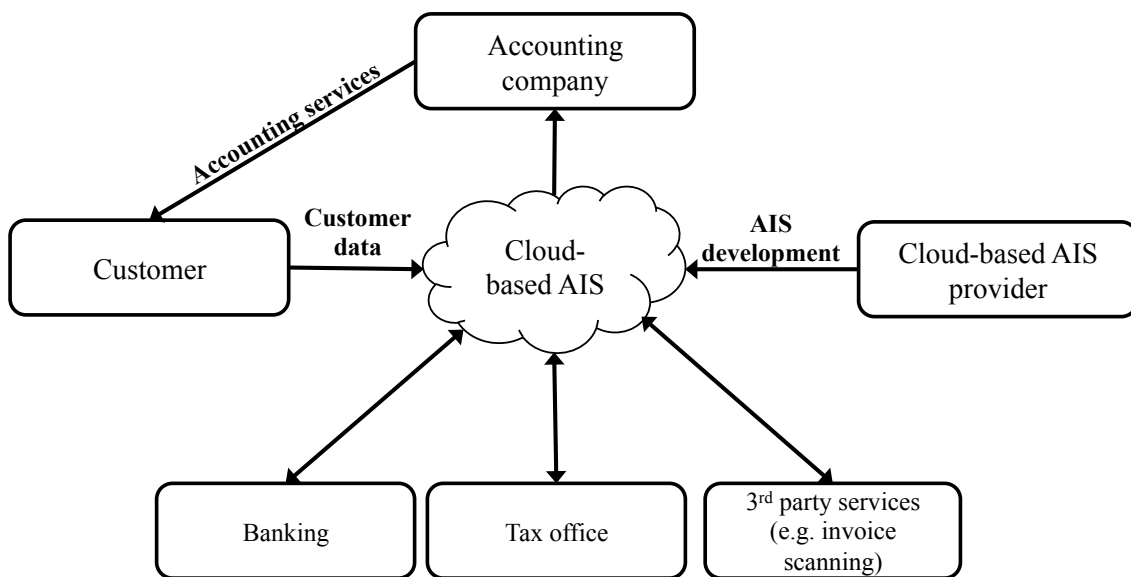 Accounting
company
Accounting services
Customer
data
AIS
development
Customer
Cloud-
based AIS
Cloud-based AIS
provider
Banking
Tax office
3rd party services
(e.g. invoice
scanning)